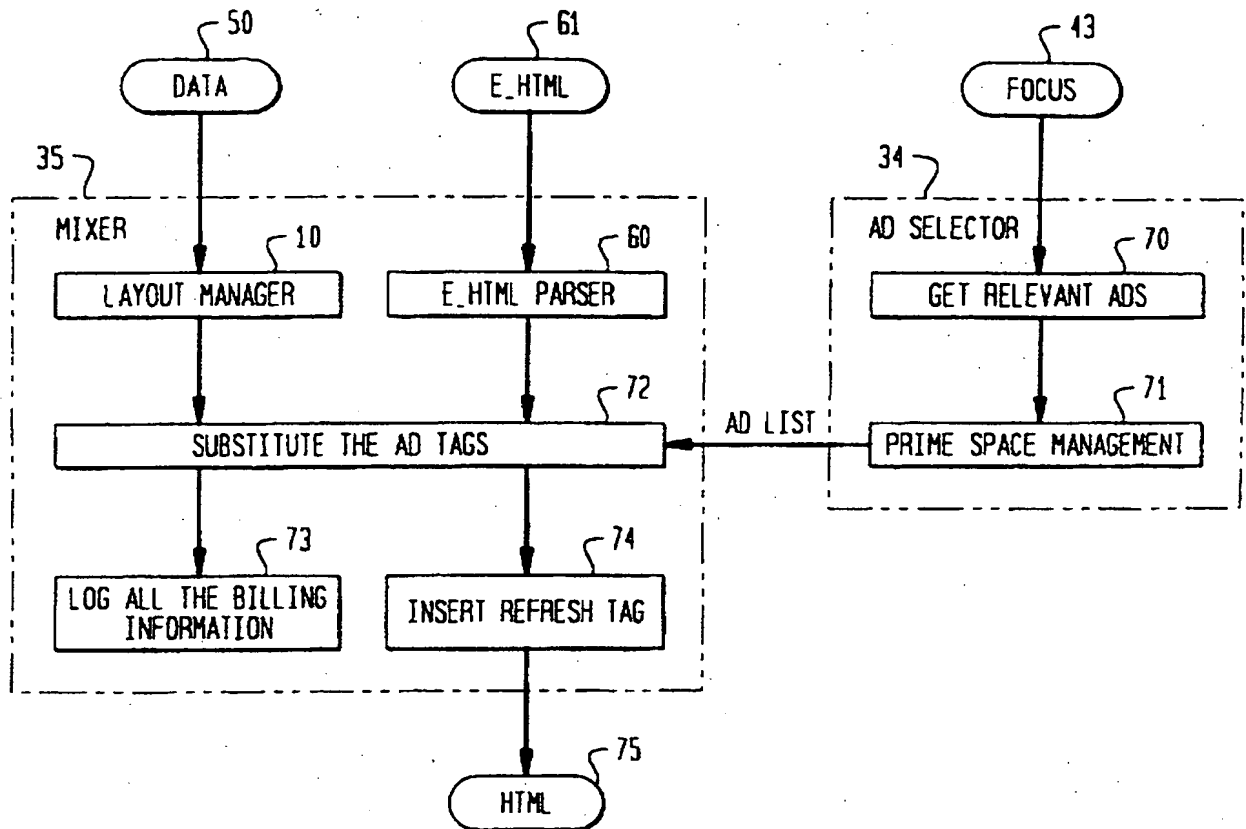 50
61
43
DATA
E_HTML
FOCUS
35
34
MIXER
AD SELECTOR
10
60
70
LAYOUT MANAGER
E_HTML PARSER
GET RELEVANT ADS
72
71
AD LIST
SUBSTITUTE THE AD TAGS
PRIME SPACE MANAGEMENT
73
74
LOG ALL THE BILLING
INFORMATION
INSERT REFRESH TAG
75
HTML